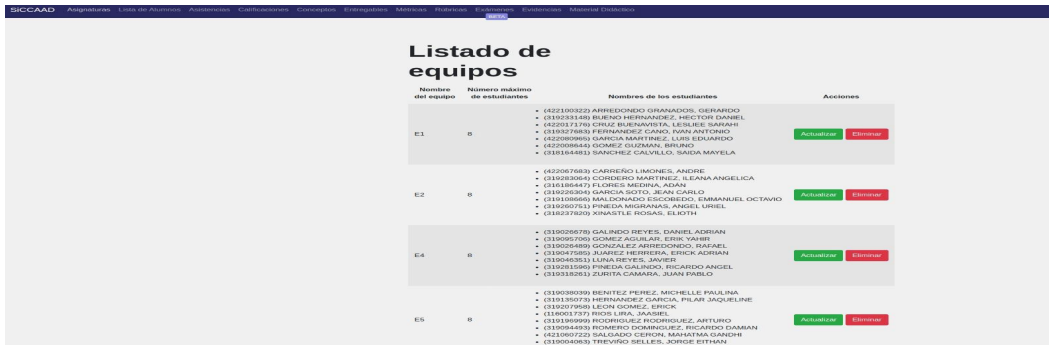 SiCCAAD Asignaturas Lista de Alumnos Asistencias Calificaciones Conceptos Entregables Métricas Rúbricas Exámenes Evidencias Material Didáctico
BETA
Listado de
equipos
Nombre del equipo Número máximo de estudiantes Nombres de los estudiantes Acciones
(422100322) ARREDONDO GRANADOS, GERARDO
(319233148) BUENO HERNANDEZ, HECTOR DANIEL
(422017176) CRUZ BUENAVISTA, LESLIEE SARAHI
E1 8 (319327683) FERNANDEZ CANO, IVAN ANTONIO Actualizar Eliminar
(422080965) GARCIA MARTINEZ, LUIS EDUARDO
(422008644) GOMEZ GUZMAN, BRUNO
(318164481) SANCHEZ CALVILLO, SAIDA MAYELA
(422067683) CARREÑO LIMONES, ANDRE
(319283064) CORDERO MARTINEZ, ILEANA ANGELICA
(316186447) FLORES MEDINA, ADÁN
E2 8 (319226304) GARCIA SOTO, JEAN CARLO Actualizar Eliminar
(319108666) MALDONADO ESCOBEDO, EMMANUEL OCTAVIO
(319260751) PINEDA MIGRANAS, ANGEL URIEL
(318237820) XINASTLE ROSAS, ELIOTH
(319026678) GALINDO REYES, DANIEL ADRIAN
(319095706) GOMEZ AGUILAR, ERIK YAHIR
(319026489) GONZALEZ ARREDONDO, RAFAEL
E4 8 (319047585) JUAREZ HERRERA, ERICK ADRIAN Actualizar Eliminar
(319046351) LUNA REYES, JAVIER
(319281596) PINEDA GALINDO, RICARDO ANGEL
(319318261) ZURITA CAMARA, JUAN PABLO
(319038039) BENITEZ PEREZ, MICHELLE PAULINA
(319135073) HERNANDEZ GARCIA, PILAR JAQUELINE
(319207958) LEON GOMEZ, ERICK
(116001737) RIOS LIRA, JAASIEL
E5 8 (319196999) RODRIGUEZ RODRIGUEZ, ARTURO Actualizar Eliminar
(319094493) ROMERO DOMINGUEZ, RICARDO DAMIAN
(421060722) SALGADO CERON, MAHATMA GANDHI
(319004063) TREVIÑO SELLES, JORGE EITHAN